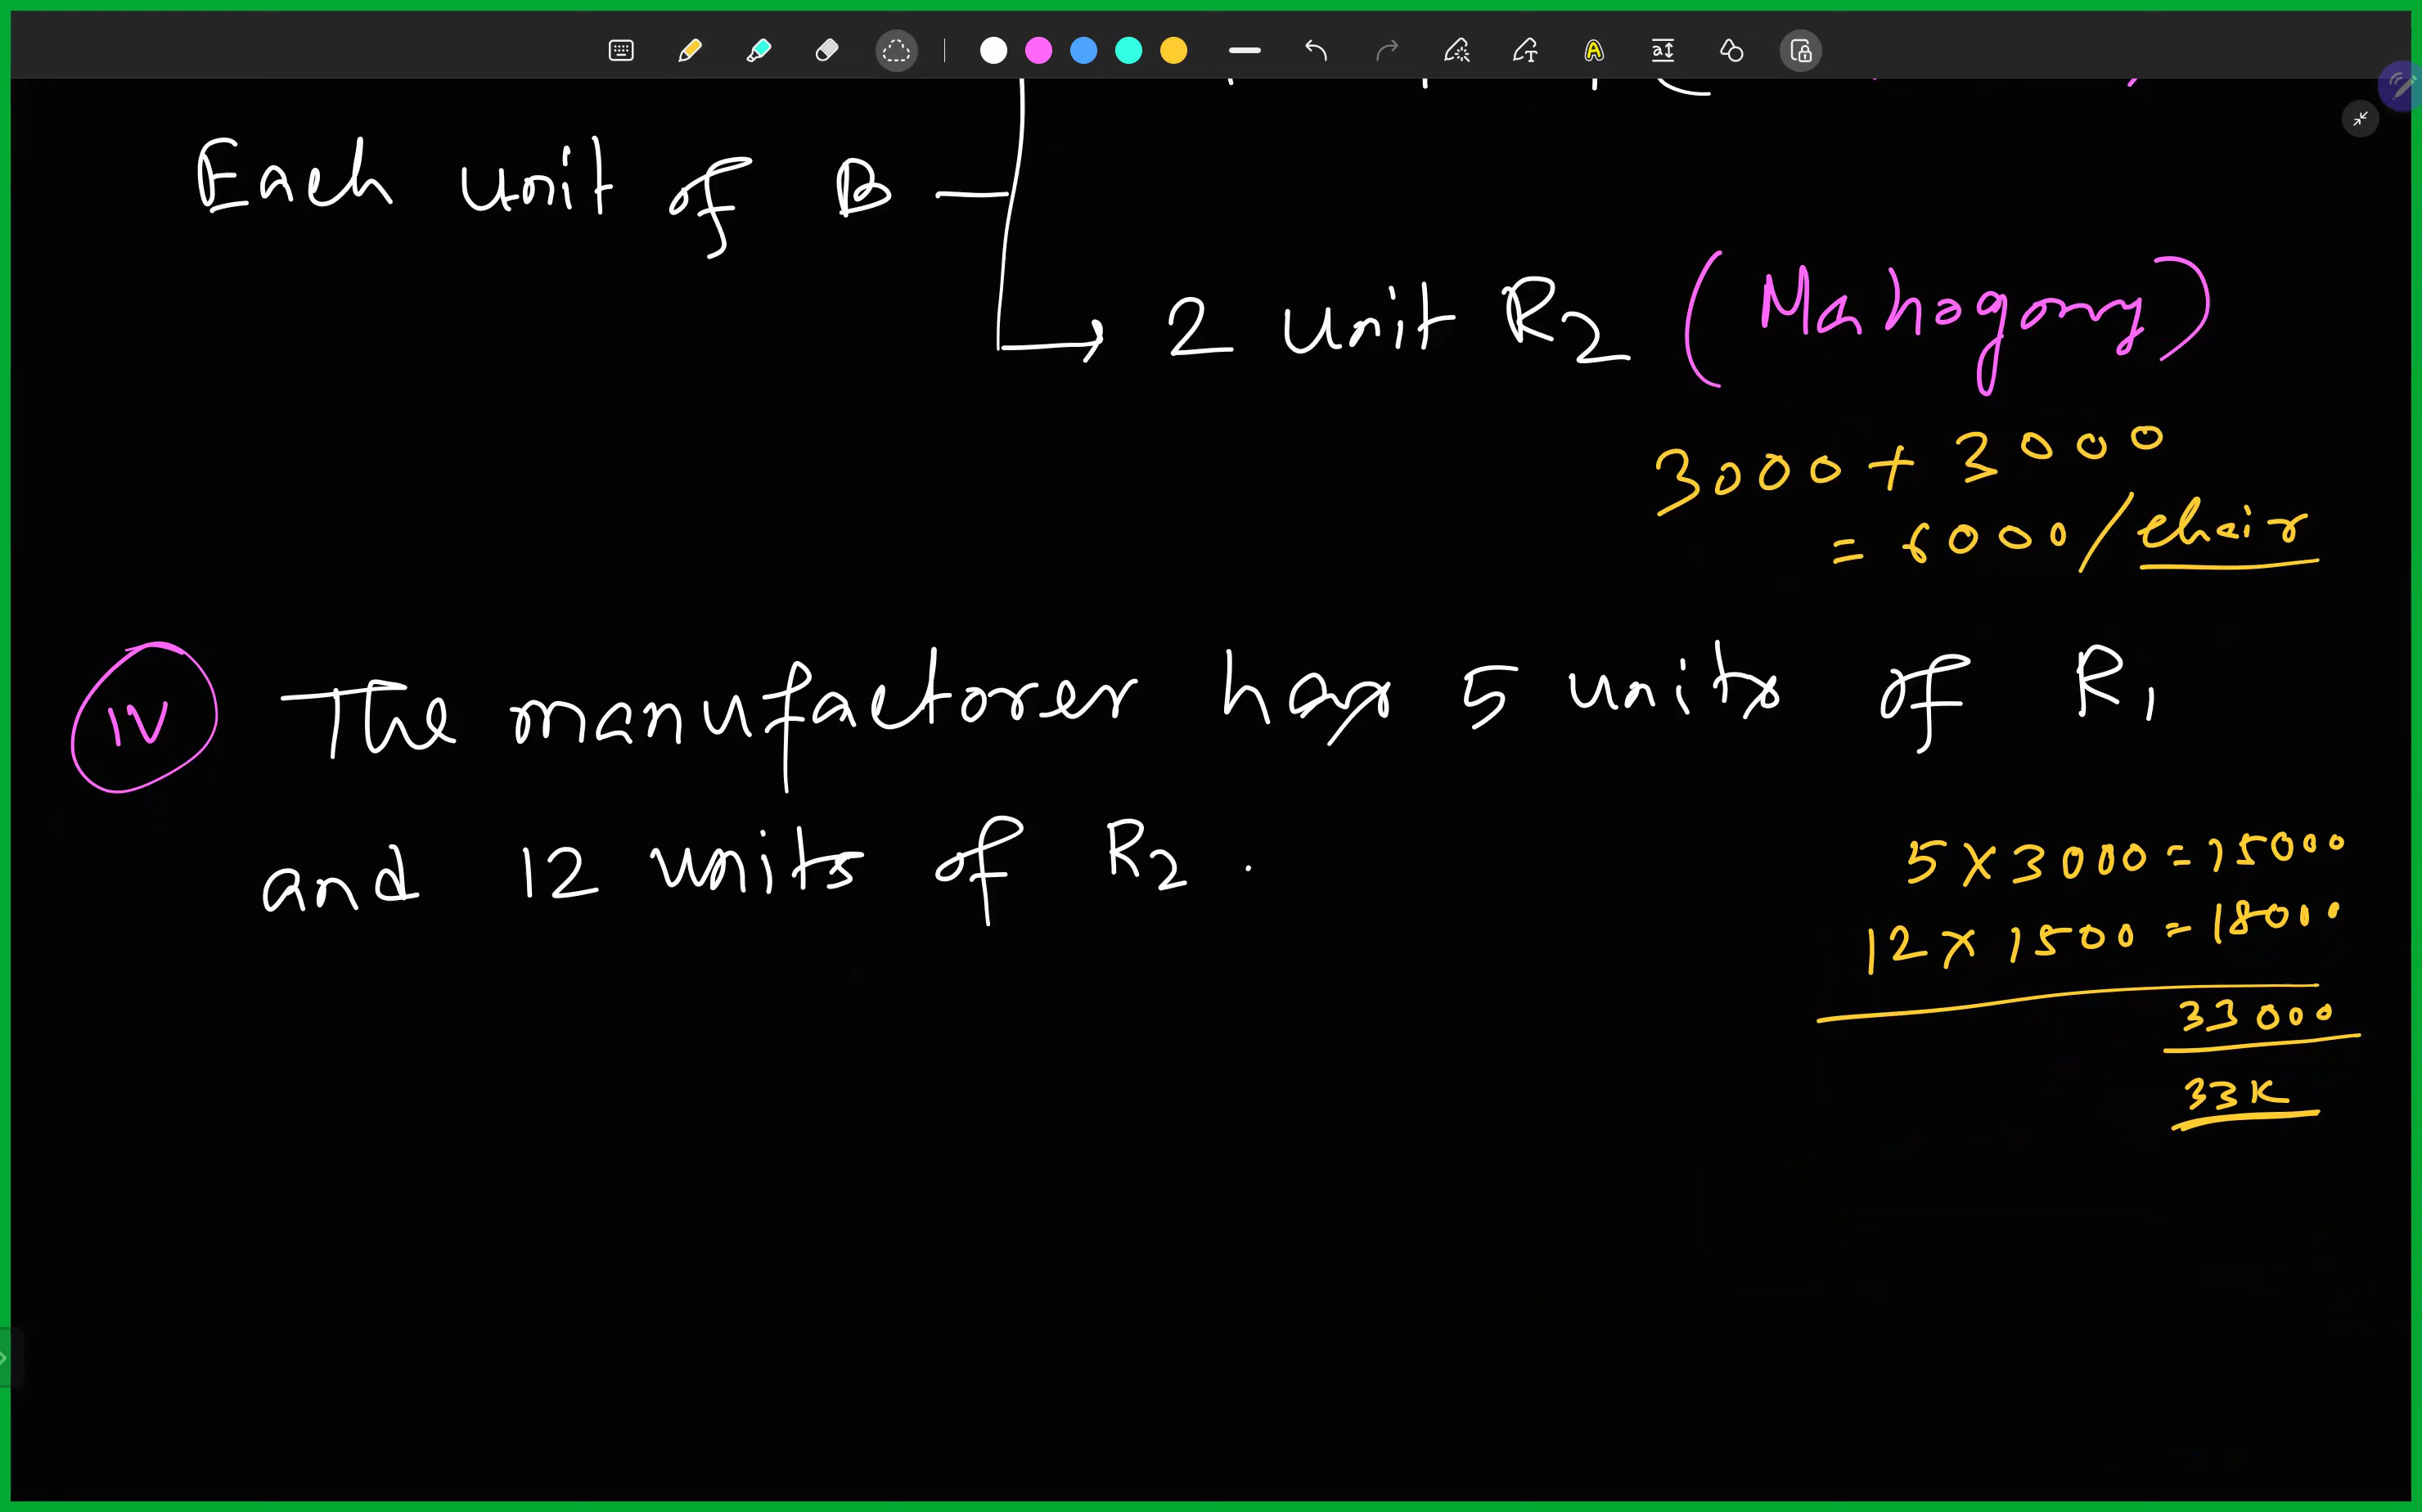 Each unit of B
2 unit R2 (Mahogony)
3000 + 3000
= 6000/chair
IV The manufactorer has 5 units of R1
and 12 units of R2.
5 X 3000 = 15000
12 X 1500 = 18000
33000
33K